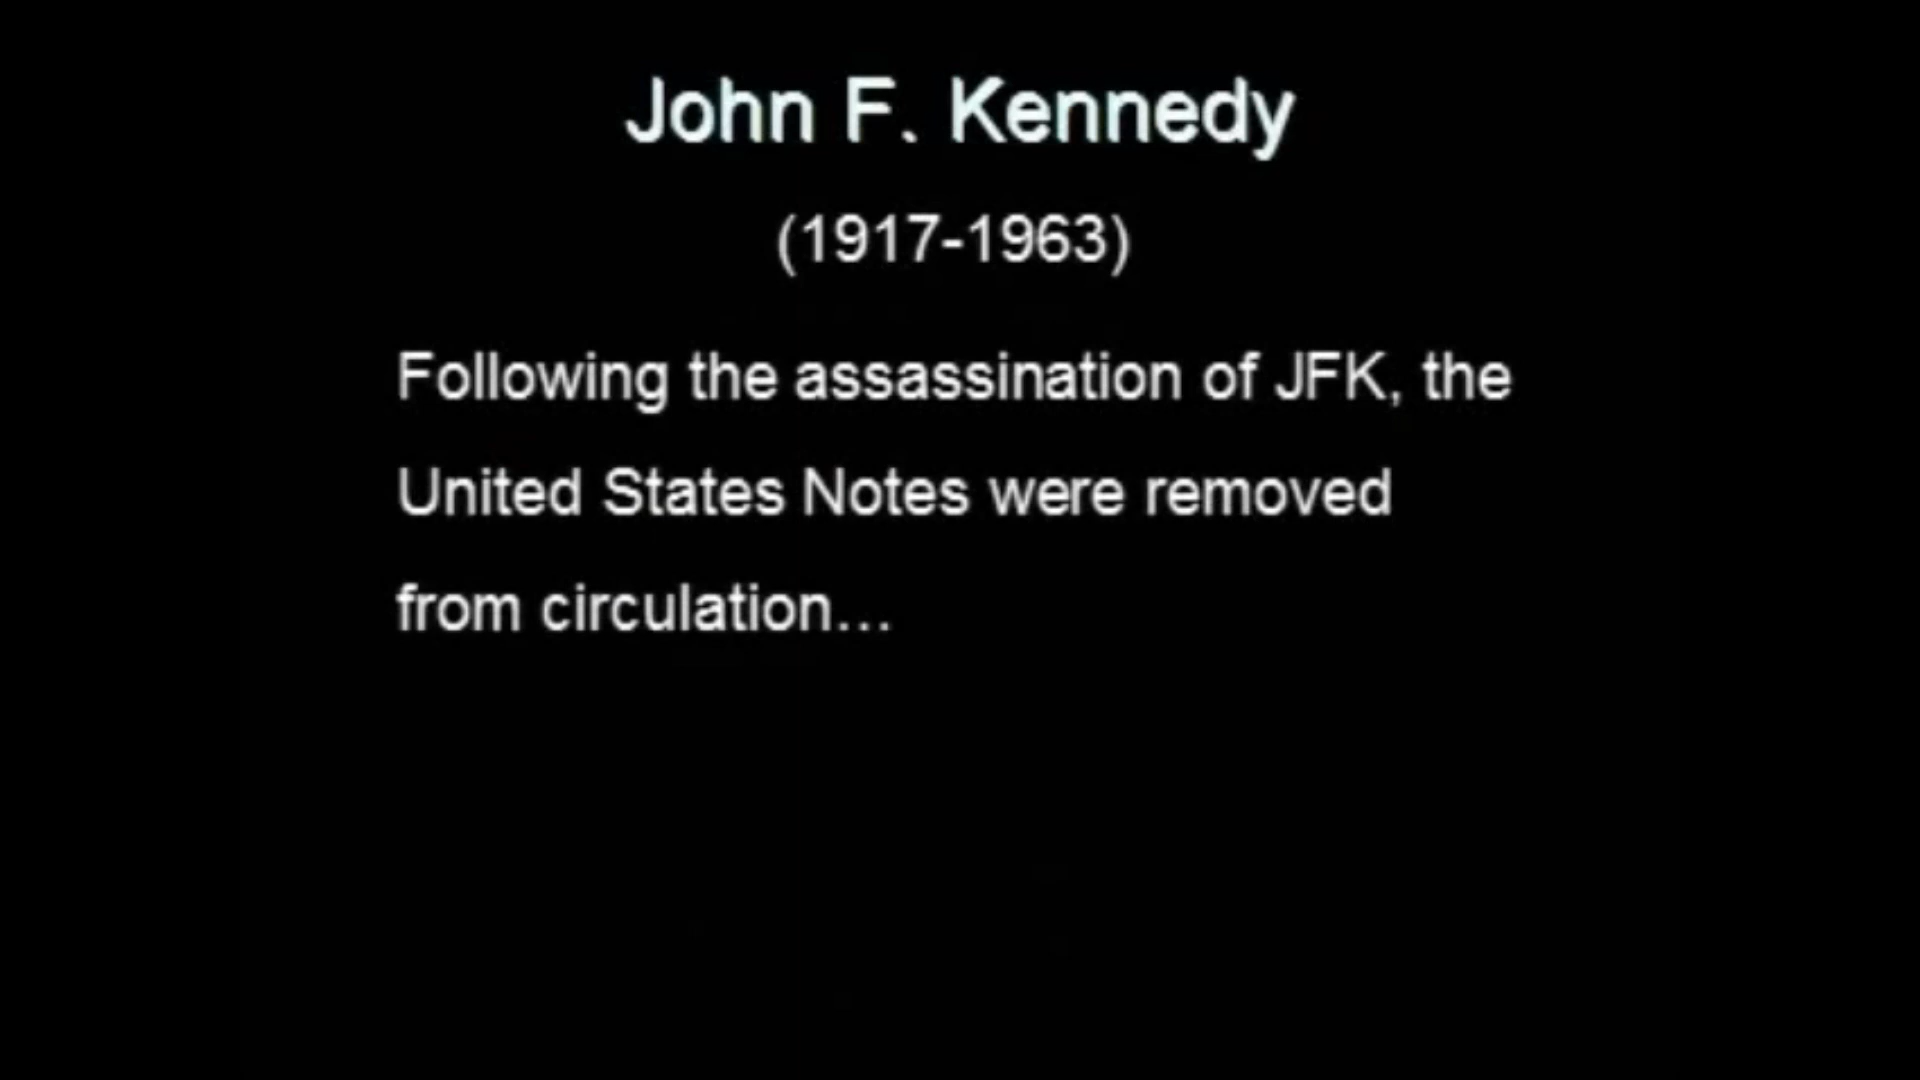 John F. Kennedy
(1917-1963)
Following the assassination of JFK, the
United States Notes were removed
from circulation...